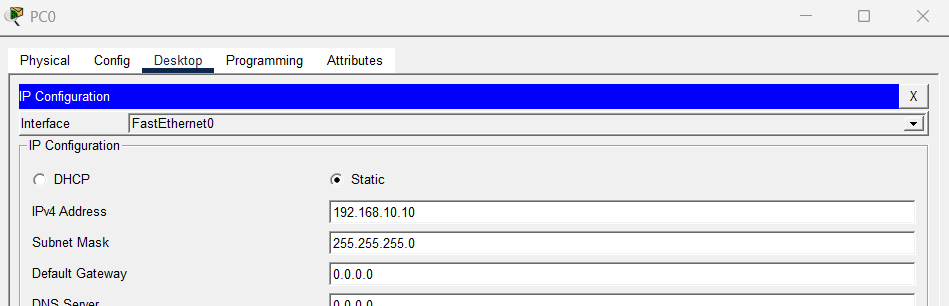 PC0
Physical Config Desktop Programming Attributes
IP Configuration X
Interface FastEthernet0
IP Configuration
DHCP Static
IPv4 Address 192.168.10.10
Subnet Mask 255.255.255.0
Default Gateway 0.0.0.0
DNS Server 0.0.0.0